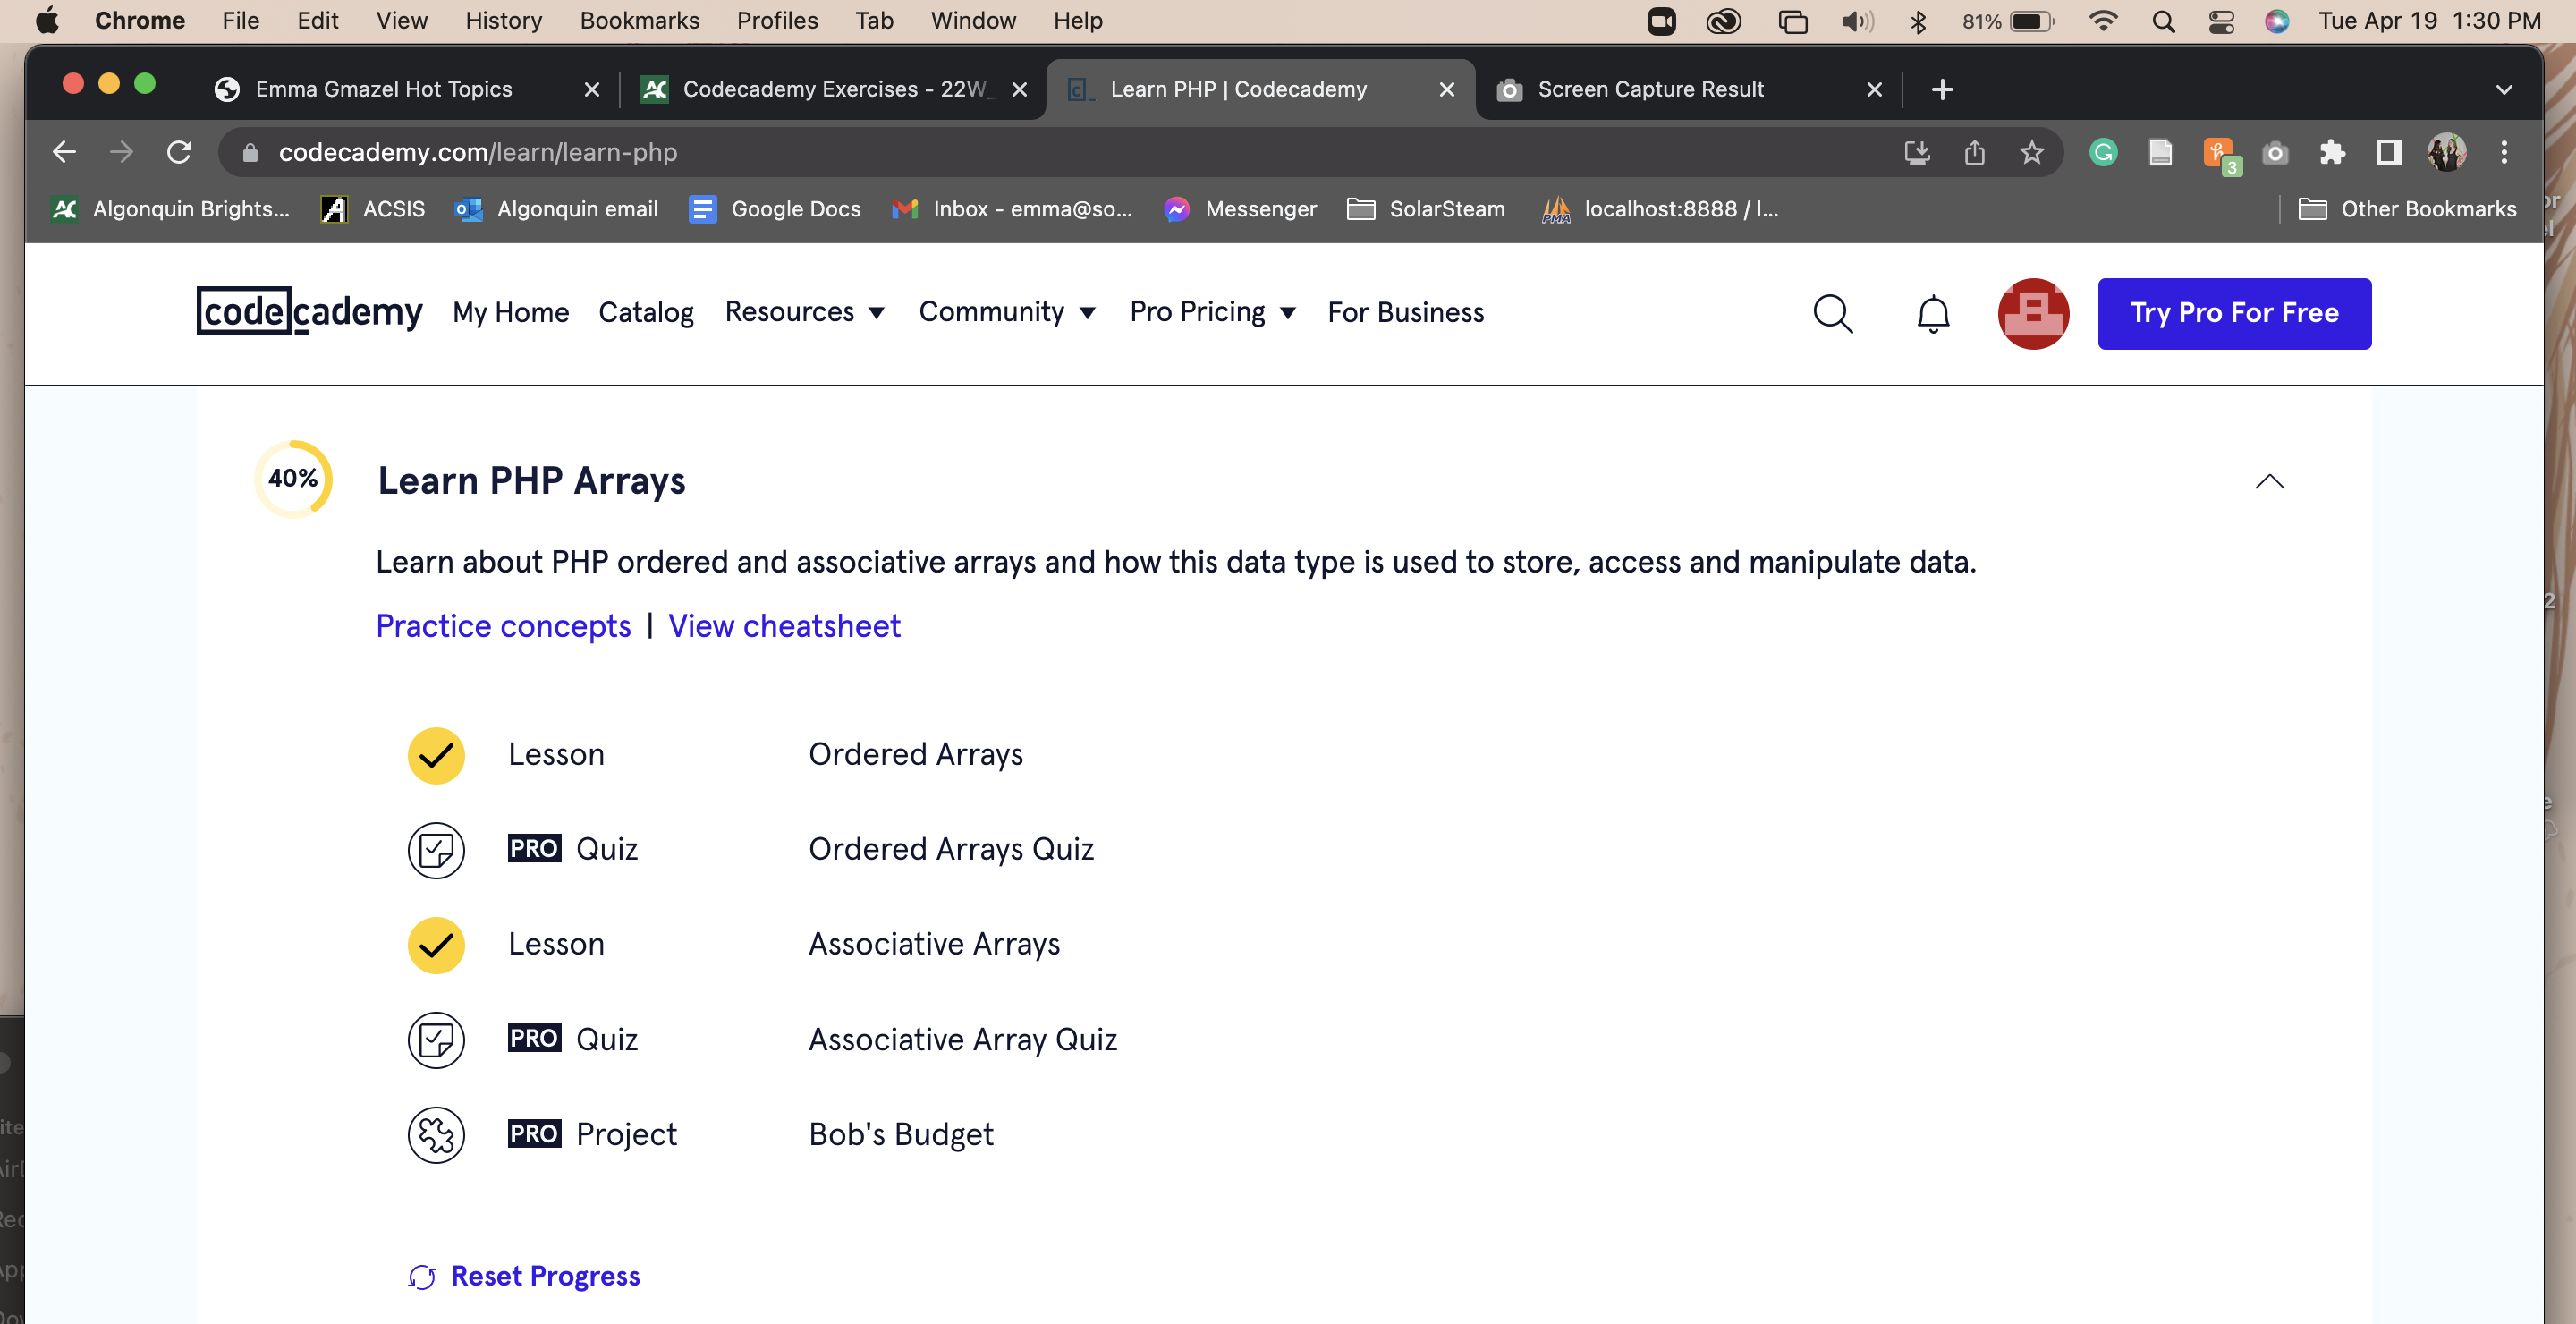 Chrome File Edit View History Bookmarks Profiles Tab Window Help 81% Tue Apr 19 1:30 PM
Emma Gmazel Hot Topics Codecademy Exercises - 22W_ Learn PHP | Codecademy Screen Capture Result
codecademy.com/learn/learn-php 3
Algonquin Brights... ACSIS Algonquin email Google Docs Inbox - emma@so... Messenger SolarSteam localhost:8888 / l... Other Bookmarks
codecademy My Home Catalog Resources Community Pro Pricing For Business Try Pro For Free
40% Learn PHP Arrays
Learn about PHP ordered and associative arrays and how this data type is used to store, access and manipulate data.
Practice concepts | View cheatsheet
Lesson Ordered Arrays
PRO Quiz Ordered Arrays Quiz
Lesson Associative Arrays
PRO Quiz Associative Array Quiz
PRO Project Bob's Budget
Reset Progress